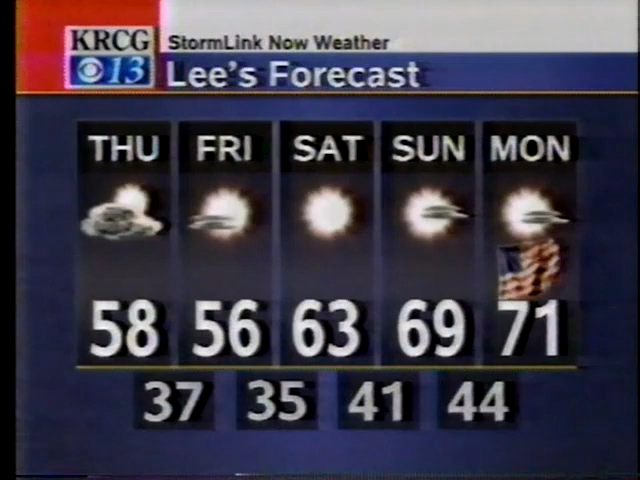 KRCG
13
StormLink Now Weather
Lee's Forecast
THU FRI SAT SUN MON
58 56 63 69 71
37 35 41 44